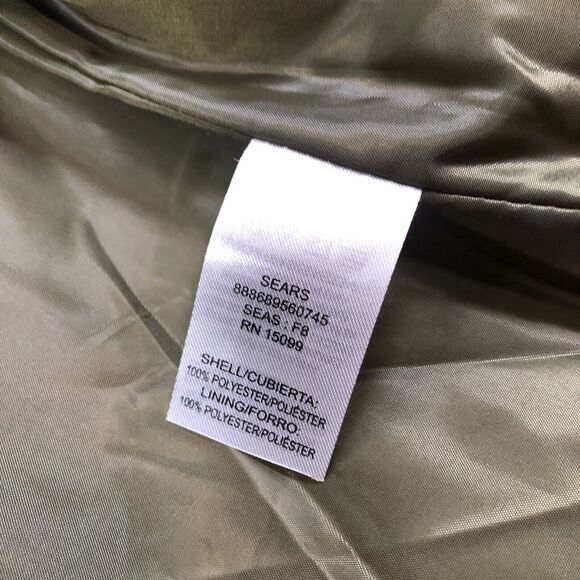 SEARS
888689560745
SEAS : F8
RN 15099
SHELL/CUBIERTA:
100% POLYESTER/POLIÉSTER
LINING/FORRO:
100% POLYESTER/POLIÉSTER